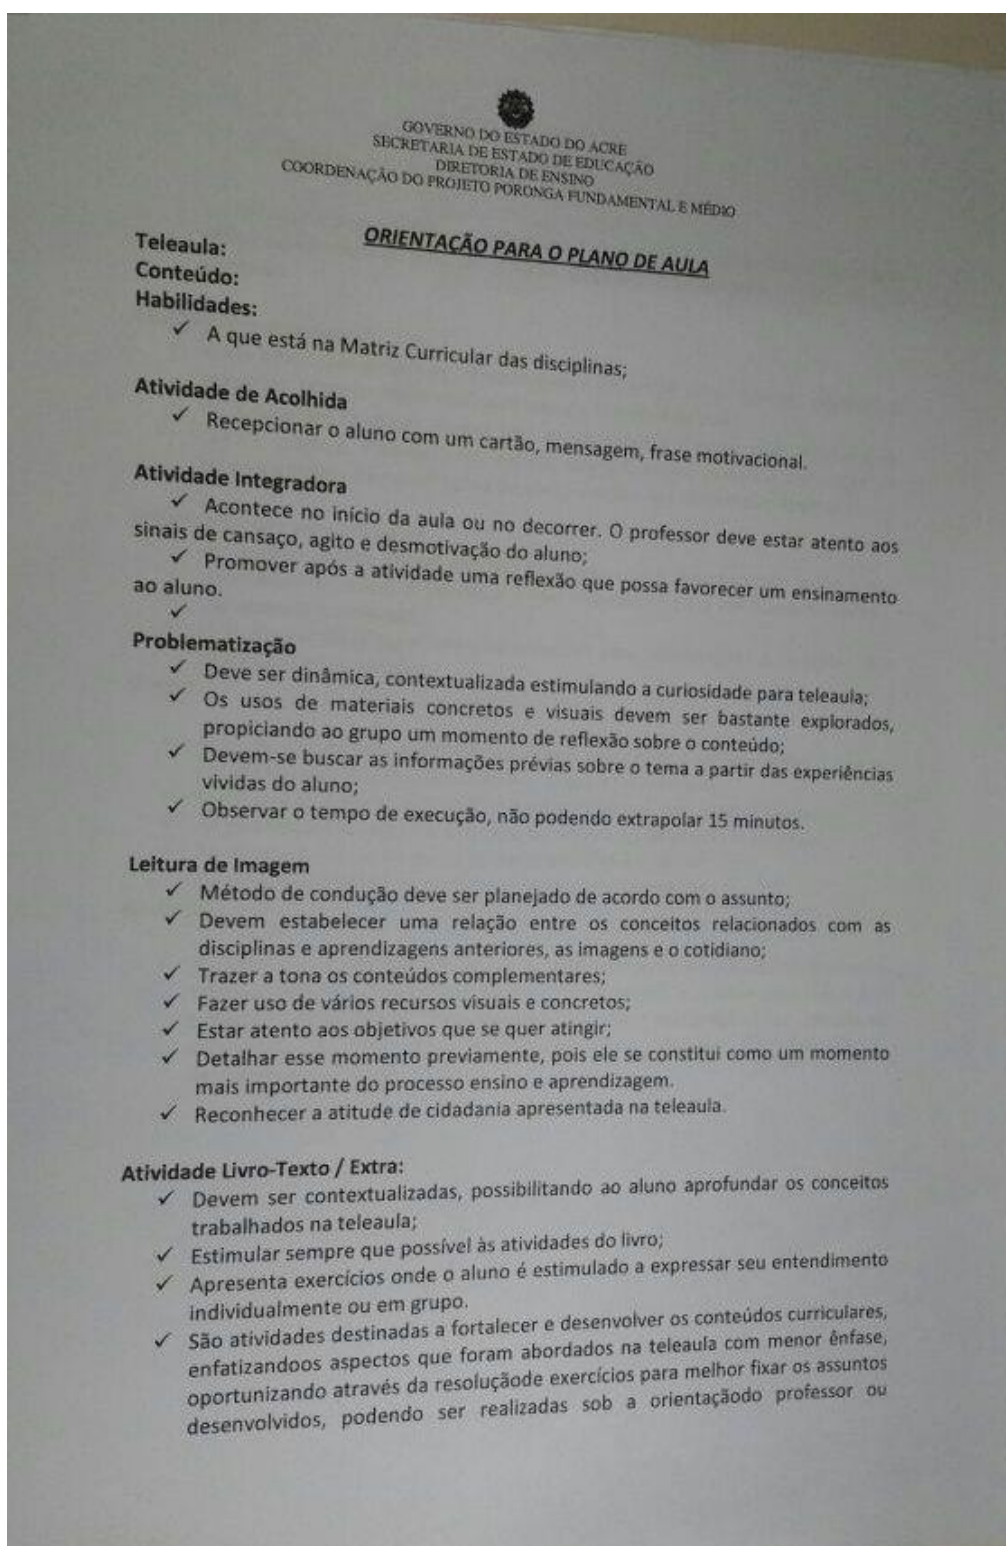 GOVERNO DO ESTADO DO ACRE
SECRETARIA DE ESTADO DE EDUCAÇÃO
DIRETORIA DE ENSINO
COORDENAÇÃO DO PROJETO PORONGA FUNDAMENTAL E MÉDIO
ORIENTAÇÃO PARA O PLANO DE AULA
Teleaula:
Conteúdo:
Habilidades:
✓ A que está na Matriz Curricular das disciplinas;
Atividade de Acolhida
✓ Recepcionar o aluno com um cartão, mensagem, frase motivacional.
Atividade Integradora
✓ Acontece no início da aula ou no decorrer. O professor deve estar atento aos
sinais de cansaço, agito e desmotivação do aluno;
✓ Promover após a atividade uma reflexão que possa favorecer um ensinamento
ao aluno.
✓
Problematização
✓ Deve ser dinâmica, contextualizada estimulando a curiosidade para teleaula;
✓ Os usos de materiais concretos e visuais devem ser bastante explorados,
propiciando ao grupo um momento de reflexão sobre o conteúdo;
✓ Devem-se buscar as informações prévias sobre o tema a partir das experiências
vividas do aluno;
✓ Observar o tempo de execução, não podendo extrapolar 15 minutos.
Leitura de Imagem
✓ Método de condução deve ser planejado de acordo com o assunto;
✓ Devem estabelecer uma relação entre os conceitos relacionados com as
disciplinas e aprendizagens anteriores, as imagens e o cotidiano;
✓ Trazer a tona os conteúdos complementares;
✓ Fazer uso de vários recursos visuais e concretos;
✓ Estar atento aos objetivos que se quer atingir;
✓ Detalhar esse momento previamente, pois ele se constitui como um momento
mais importante do processo ensino e aprendizagem.
✓ Reconhecer a atitude de cidadania apresentada na teleaula.
Atividade Livro-Texto / Extra:
✓ Devem ser contextualizadas, possibilitando ao aluno aprofundar os conceitos
trabalhados na teleaula;
✓ Estimular sempre que possível às atividades do livro;
✓ Apresenta exercícios onde o aluno é estimulado a expressar seu entendimento
individualmente ou em grupo.
✓ São atividades destinadas a fortalecer e desenvolver os conteúdos curriculares,
enfatizandoos aspectos que foram abordados na teleaula com menor ênfase,
oportunizando através da resoluçãode exercícios para melhor fixar os assuntos
desenvolvidos, podendo ser realizadas sob a orientaçãodo professor ou